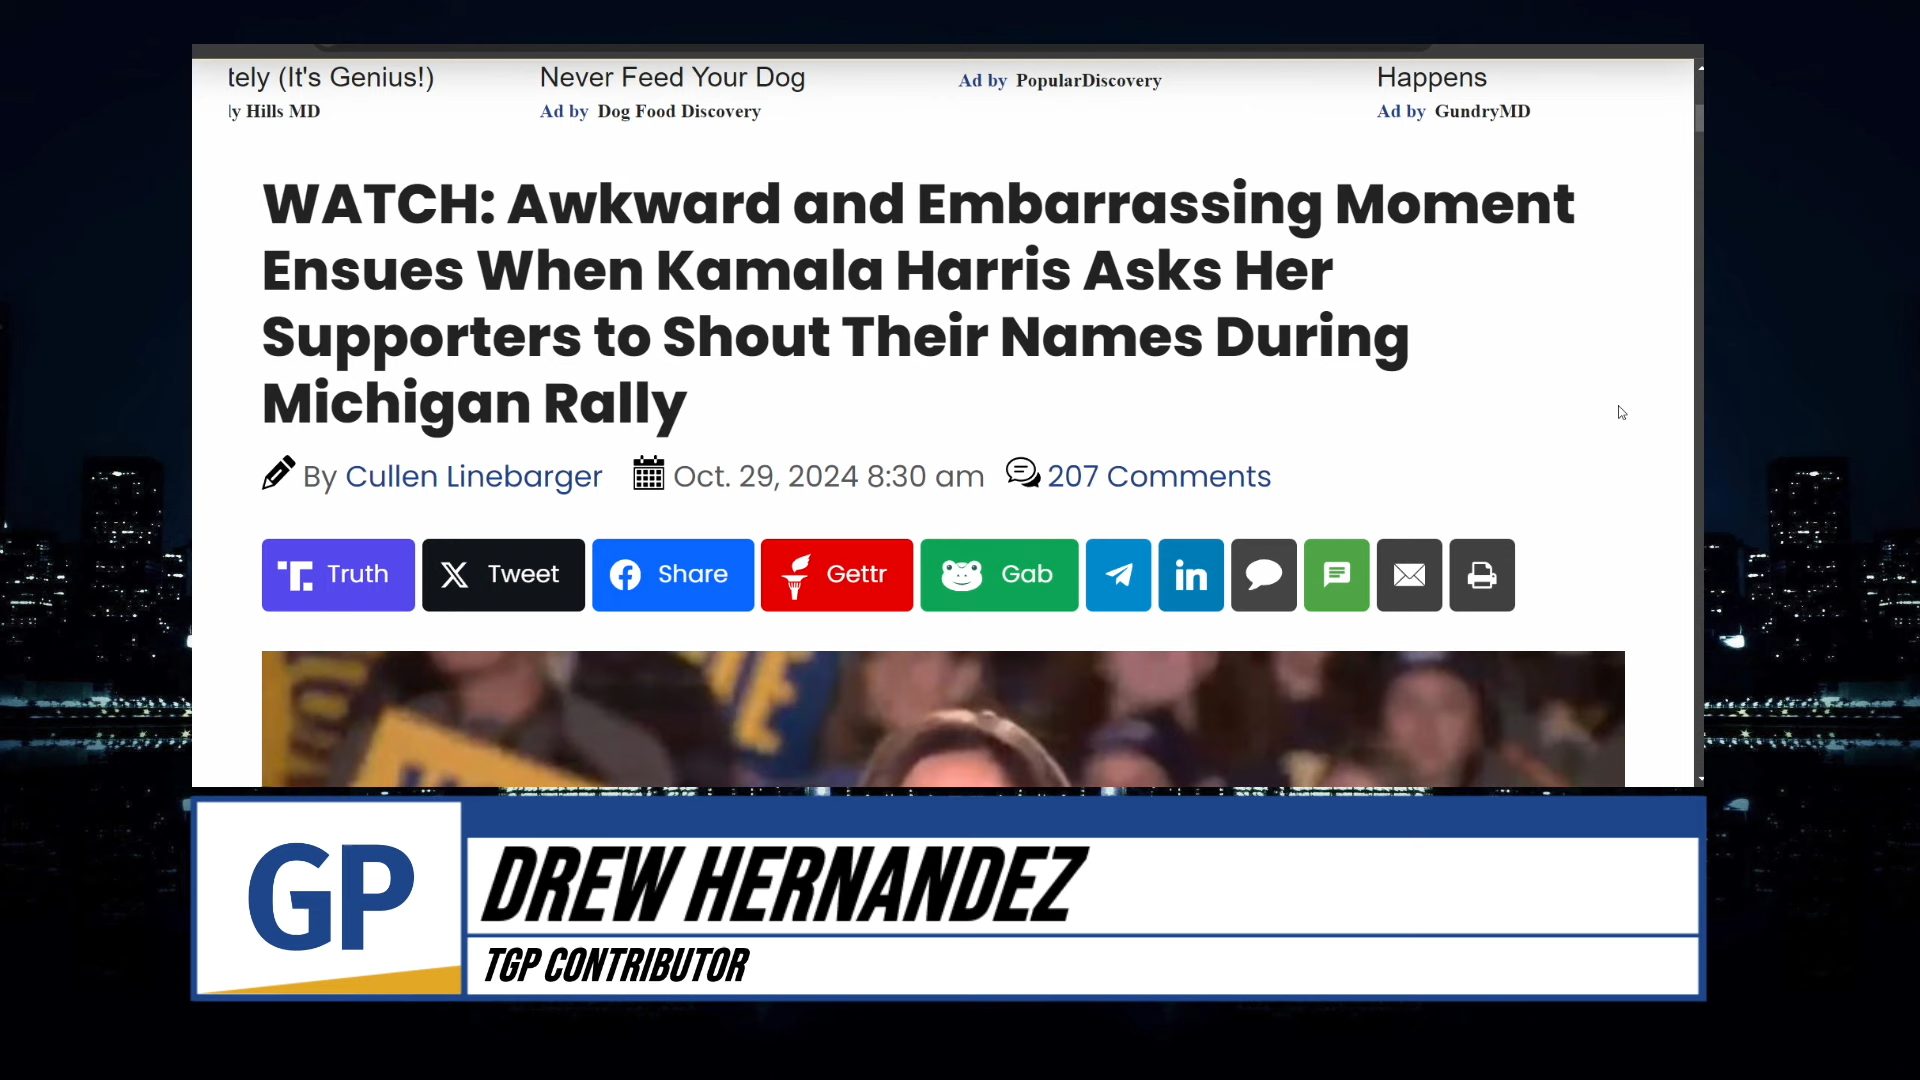 tely (It's Genius!)
Never Feed Your Dog
Happens
ly Hills MD
Ad by Dog Food Discovery
Ad by PopularDiscovery
Ad by GundryMD
WATCH: Awkward and Embarrassing Moment
Ensues When Kamala Harris Asks Her
Supporters to Shout Their Names During
Michigan Rally
By Cullen Linebarger
Oct. 29, 2024 8:30 am
207 Comments
Truth
Tweet
Share
Gettr
Gab
in
GP
DREW HERNANDEZ
TGP CONTRIBUTOR